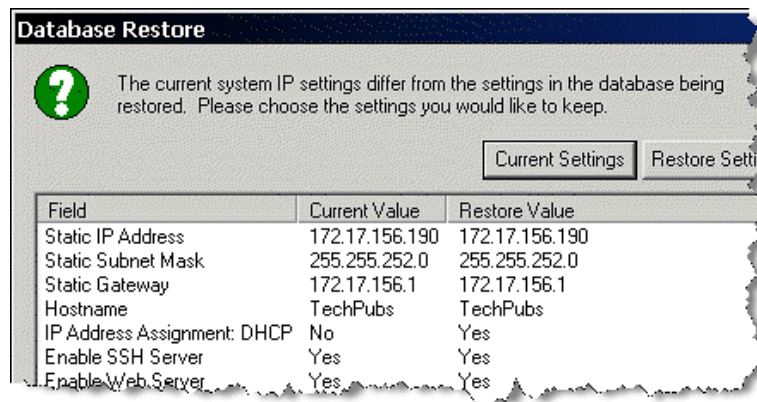 Database Restore
The current system IP settings differ from the settings in the database being
restored. Please choose the settings you would like to keep.
Current Settings Restore
Field Current Value Restore Value
Static IP Address 172.17.156.190 172.17.156.190
Static Subnet Mask 255.255.252.0 255.255.252.0
Static Gateway 172.17.156.1 172.17.156.1
Hostname TechPubs TechPubs
IP Address Assignment: DHCP No Yes
Enable SSH Server Yes Yes
Enable Web Server Yes Yes